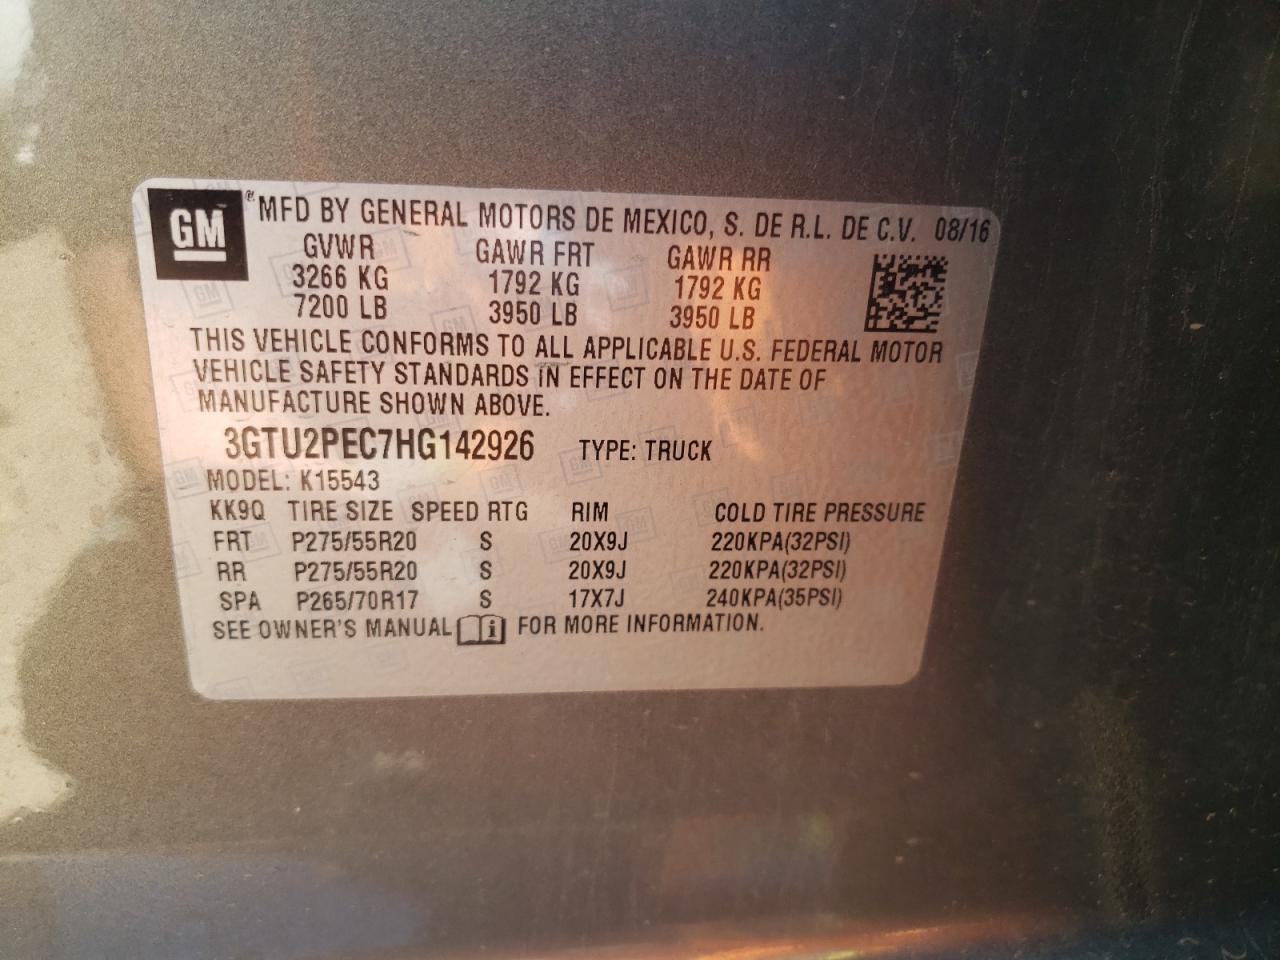 GM © MFD BY GENERAL MOTORS DE MEXICO, S. DE R.L. DE C.V. 08/16
GVWR GAWR FRT GAWR RR
3266 KG 1792 KG 1792 KG
7200 LB 3950 LB 3950 LB
THIS VEHICLE CONFORMS TO ALL APPLICABLE U.S. FEDERAL MOTOR
VEHICLE SAFETY STANDARDS IN EFFECT ON THE DATE OF
MANUFACTURE SHOWN ABOVE.
3GTU2PEC7HG142926 TYPE: TRUCK
MODEL: K15543
KK9Q TIRE SIZE SPEED RTG RIM COLD TIRE PRESSURE
FRT P275/55R20 S 20X9J 220KPA(32PSI)
RR P275/55R20 S 20X9J 220KPA(32PSI)
SPA P265/70R17 S 17X7J 240KPA(35PSI)
SEE OWNER'S MANUAL i FOR MORE INFORMATION.